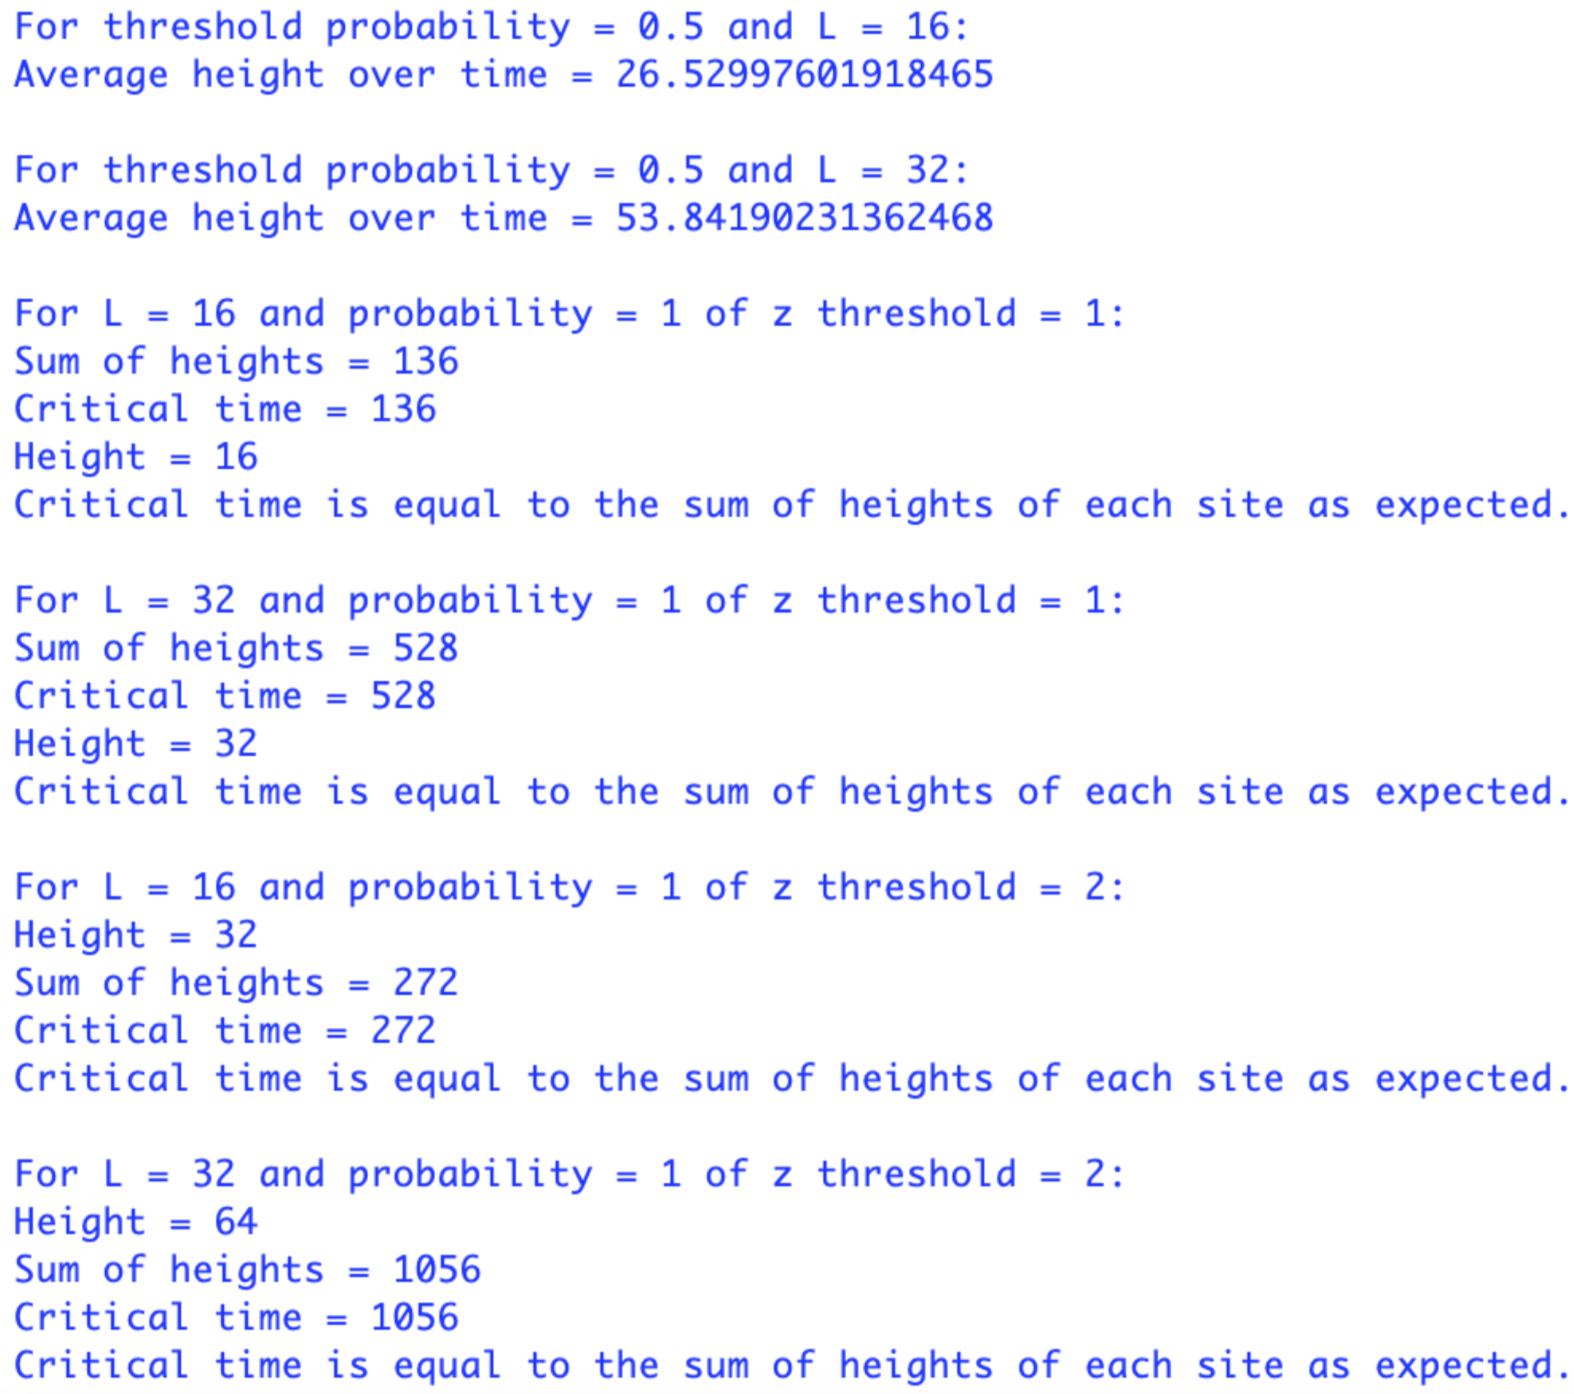 For threshold probability = 0.5 and L = 16:
Average height over time = 26.52997601918465
For threshold probability = 0.5 and L = 32:
Average height over time = 53.84190231362468
For L = 16 and probability = 1 of z threshold = 1:
Sum of heights = 136
Critical time = 136
Height = 16
Critical time is equal to the sum of heights of each site as expected.
For L = 32 and probability = 1 of z threshold = 1:
Sum of heights = 528
Critical time = 528
Height = 32
Critical time is equal to the sum of heights of each site as expected.
For L = 16 and probability = 1 of z threshold = 2:
Height = 32
Sum of heights = 272
Critical time = 272
Critical time is equal to the sum of heights of each site as expected.
For L = 32 and probability = 1 of z threshold = 2:
Height = 64
Sum of heights = 1056
Critical time = 1056
Critical time is equal to the sum of heights of each site as expected.